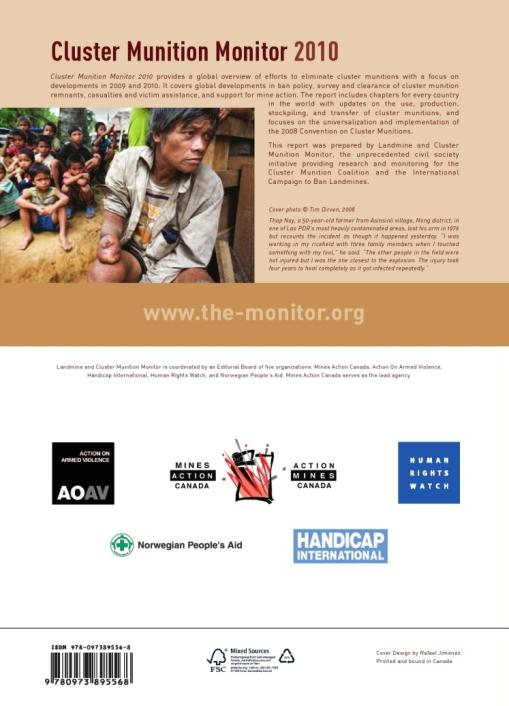 Cluster Munition Monitor 2010
Cluster Munition Monitor 2010 provides a global overview of efforts to eliminate cluster munitions with a focus on
developments in 2009 and 2010. It covers global developments in ban policy, survey and clearance of cluster munition
remnants, casualties and victim assistance, and support for mine action. The report includes chapters for every country
in the world with updates on the use, production,
stockpiling, and transfer of cluster munitions, and
focuses on the universalization and implementation of
the 2008 Convention on Cluster Munitions.
This report was prepared by Landmine and Cluster
Munition Monitor, the unprecedented civil society
initiative providing research and monitoring for the
Cluster Munition Coalition and the International
Campaign to Ban Landmines.
Cover photo © Tim Dirven, 2008
Thap Noy, a 50-year-old farmer from Asinsinli village, Nong district, in
one of Lao PDR's most heavily contaminated areas, lost his arm in 1976
but recounts the incident as though it happened yesterday. "I was
working in my ricefield with three family members when I touched
something with my tool," he said. "The other people in the field were
not injured but I was the one closest to the explosion. The injury took
four years to heal completely as it got infected repeatedly."
www.the-monitor.org
Landmine and Cluster Munition Monitor is coordinated by an Editorial Board of five organizations: Mines Action Canada, Action On Armed Violence,
Handicap International, Human Rights Watch, and Norwegian People's Aid. Mines Action Canada serves as the lead agency.
ACTION ON
ARMED VIOLENCE
AOAV
MINES
ACTION
CANADA
ACTION
MINES
CANADA
HUMAN
RIGHTS
WATCH
Norwegian People's Aid
HANDICAP
INTERNATIONAL
ISBN 978-097389556-8
9 780973 895568
FSC
Mixed Sources
Cover Design by Rafael Jiménez
Printed and bound in Canada